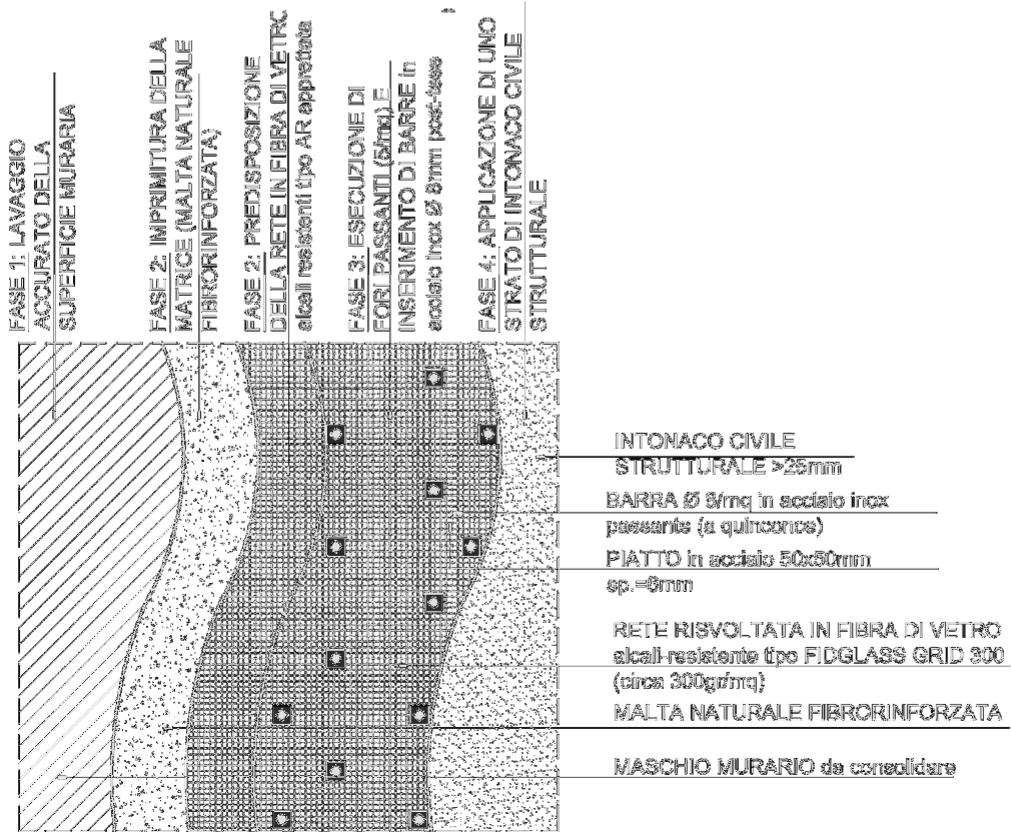 FASE 1: LAVAGGIO
ACCURATO DELLA
SUPERFICIE MURARIA
FASE 2: IMPRIMITURA DELLA
MATRICE (MALTA NATURALE
FIBRORINFORZATA)
FASE 2: PREDISPOSIZIONE
DELLA RETE IN FIBRA DI VETRO
alcali resistenti tipo AR apprettata
FASE 3: ESECUZIONE DI
FORI PASSANTI (5/mq) E
INSERIMENTO DI BARRE in
acciaio inox Ø 8mm post-tese
FASE 4: APPLICAZIONE DI UNO
STRATO DI INTONACO CIVILE
STRUTTURALE
INTONACO CIVILE
STRUTTURALE >25mm
BARRA Ø 5/mq in acciaio inox
passante (a quinconce)
PIATTO in acciaio 50x50mm
sp.=6mm
RETE RISVOLTATA IN FIBRA DI VETRO
alcali-resistente tipo FIDGLASS GRID 300
(circa 300gr/mq)
MALTA NATURALE FIBRORINFORZATA
MASCHIO MURARIO da consolidare